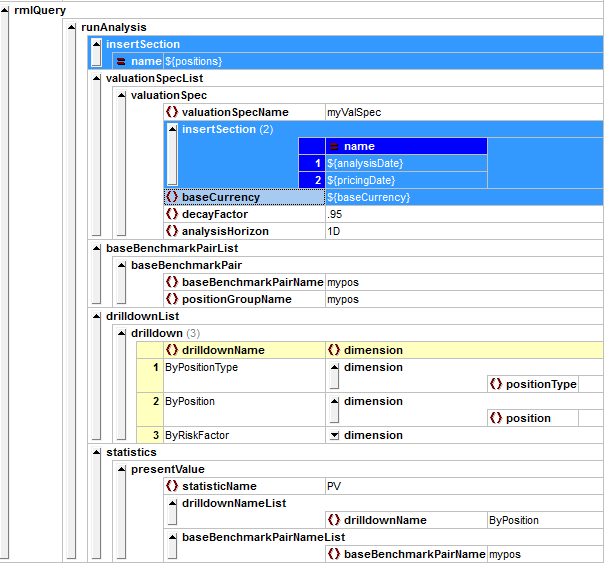 rmlQuery
runAnalysis
insertSection
name ${positions}
valuationSpecList
valuationSpec
valuationSpecName myValSpec
insertSection (2)
name
1 ${analysisDate}
2 ${pricingDate}
baseCurrency ${baseCurrency}
decayFactor .95
analysisHorizon 1D
baseBenchmarkPairList
baseBenchmarkPair
baseBenchmarkPairName mypos
positionGroupName mypos
drilldownList
drilldown (3)
drilldownName dimension
1 ByPositionType dimension
positionType
2 ByPosition dimension
position
3 ByRiskFactor dimension
statistics
presentValue
statisticName PV
drilldownNameList
drilldownName ByPosition
baseBenchmarkPairNameList
baseBenchmarkPairName mypos